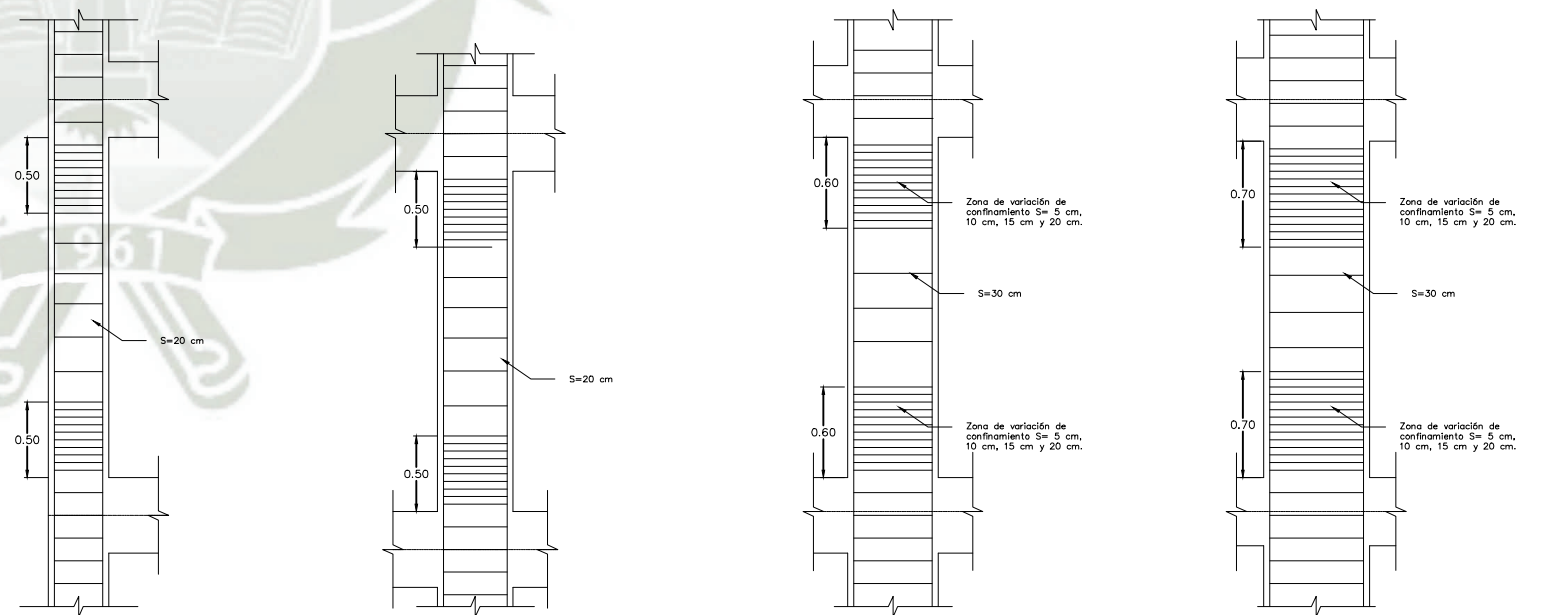 0.50
S=20 cm
0.50
0.50
S=20 cm
0.50
0.60
Zona de variación de
confinamiento S= 5 cm,
10 cm, 15 cm y 20 cm.
S=30 cm
0.60
Zona de variación de
confinamiento S= 5 cm,
10 cm, 15 cm y 20 cm.
0.70
Zona de variación de
confinamiento S= 5 cm,
10 cm, 15 cm y 20 cm.
S=30 cm
0.70
Zona de variación de
confinamiento S= 5 cm,
10 cm, 15 cm y 20 cm.
1961